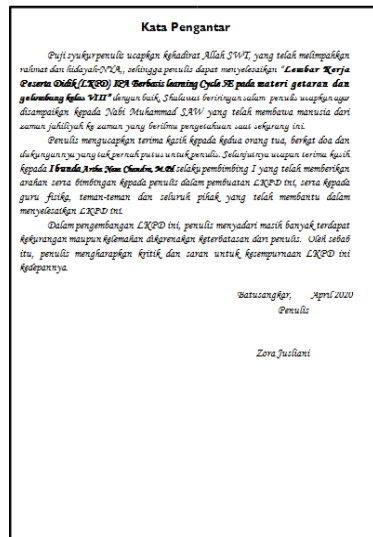 Kata Pengantar
Puji syukur penulis ucapkan kehadirat Allah SWT, yang telah melimpahkan
rahmat dan hidayah-NYA,, sehingga penulis dapat menyelesaikan "Lembar Kerja
Peserta Didik (LKPD) IPA Berbasis learning Cycle 5E pada materi getaran dan
gelombang kelas VIII" dengan baik. Shalawat beriringan salam penulis ucapkan agar
disampaikan kepada Nabi Muhammad SAW yang telah membawa manusia dari
zaman jahiliyah ke zaman yang berilmu pengetahuan saat sekarang ini.
Penulis mengucapkan terima kasih kepada kedua orang tua, berkat doa dan
dukungannya yang tak pernah putus untuk penulis. Selanjutnya ucapan terima kasih
kepada Ibunda Artha Nesa Chandra, M.Pd selaku pembimbing I yang telah memberikan
arahan serta bimbingan kepada penulis dalam pembuatan LKPD ini, serta kepada
guru fisika, teman-teman dan seluruh pihak yang telah membantu dalam
menyelesaikan LKPD ini.
Dalam pengembangan LKPD ini, penulis menyadari masih banyak terdapat
kekurangan maupun kelemahan dikarenakan keterbatasan dari penulis. Oleh sebab
itu, penulis mengharapkan kritik dan saran untuk kesempurnaan LKPD ini
kedepannya.
Batusangkar, April 2020
Penulis
Zora Jusliani